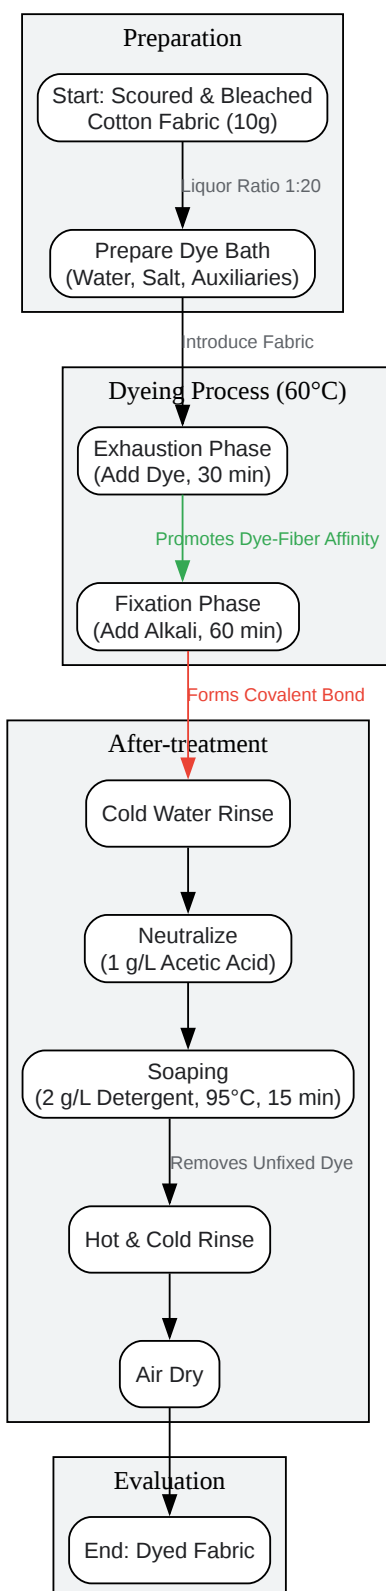 Preparation
Start: Scoured & Bleached
Cotton Fabric (10g)
Liquor Ratio 1:20
Prepare Dye Bath
(Water, Salt, Auxiliaries)
Introduce Fabric
Dyeing Process (60°C)
Exhaustion Phase
(Add Dye, 30 min)
Promotes Dye-Fiber Affinity
Fixation Phase
(Add Alkali, 60 min)
Forms Covalent Bond
After-treatment
Cold Water Rinse
Neutralize
(1 g/L Acetic Acid)
Soaping
(2 g/L Detergent, 95°C, 15 min)
Removes Unfixed Dye
Hot & Cold Rinse
Air Dry
Evaluation
End: Dyed Fabric